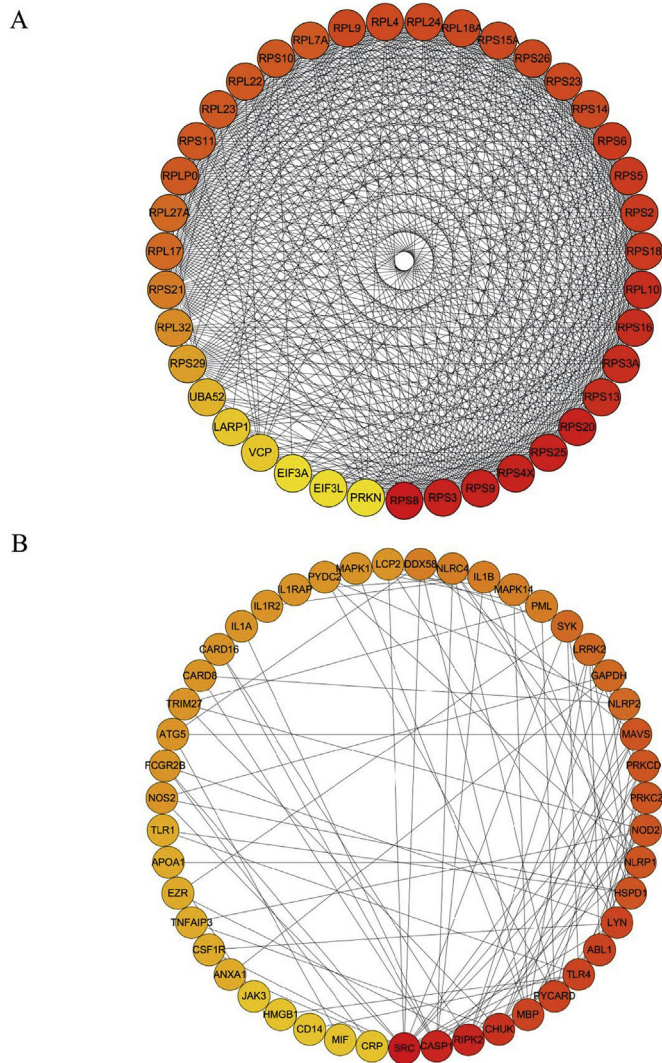 A
RPL4
RPL24
RPL9
RPL18A
RPL7A
RPS15A
RPS10
RPS26
RPL22
RPS23
RPL23
RPS14
RPS11
RPS6
RPLP0
RPS5
RPL27A
RPS2
RPL17
RPS18
RPS21
RPL10
RPL32
RPS16
RPS29
RPS3A
UBA52
RPS13
LARP1
RPS20
VCP
RPS25
EIF3A
RPS4X
EIF3L
RPS9
PRKN
RPS8
RPS3
B
LCP2
DDX58
MAPK1
NLRC4
PYDC2
IL1B
IL1RAP
MAPK14
IL1R2
PML
IL1A
SYK
CARD16
LRRK2
CARD8
GAPDH
TRIM27
NLRP2
ATG5
MAVS
FCGR2B
PRKCD
NOS2
PRKCZ
TLR1
NOD2
APOA1
NLRP1
EZR
HSPD1
TNFAIP3
LYN
CSF1R
ABL1
ANXA1
TLR4
JAK3
PYCARD
HMGB1
MBP
CD14
CHUK
MIF
RIPK2
CRP
SRC
CASP1